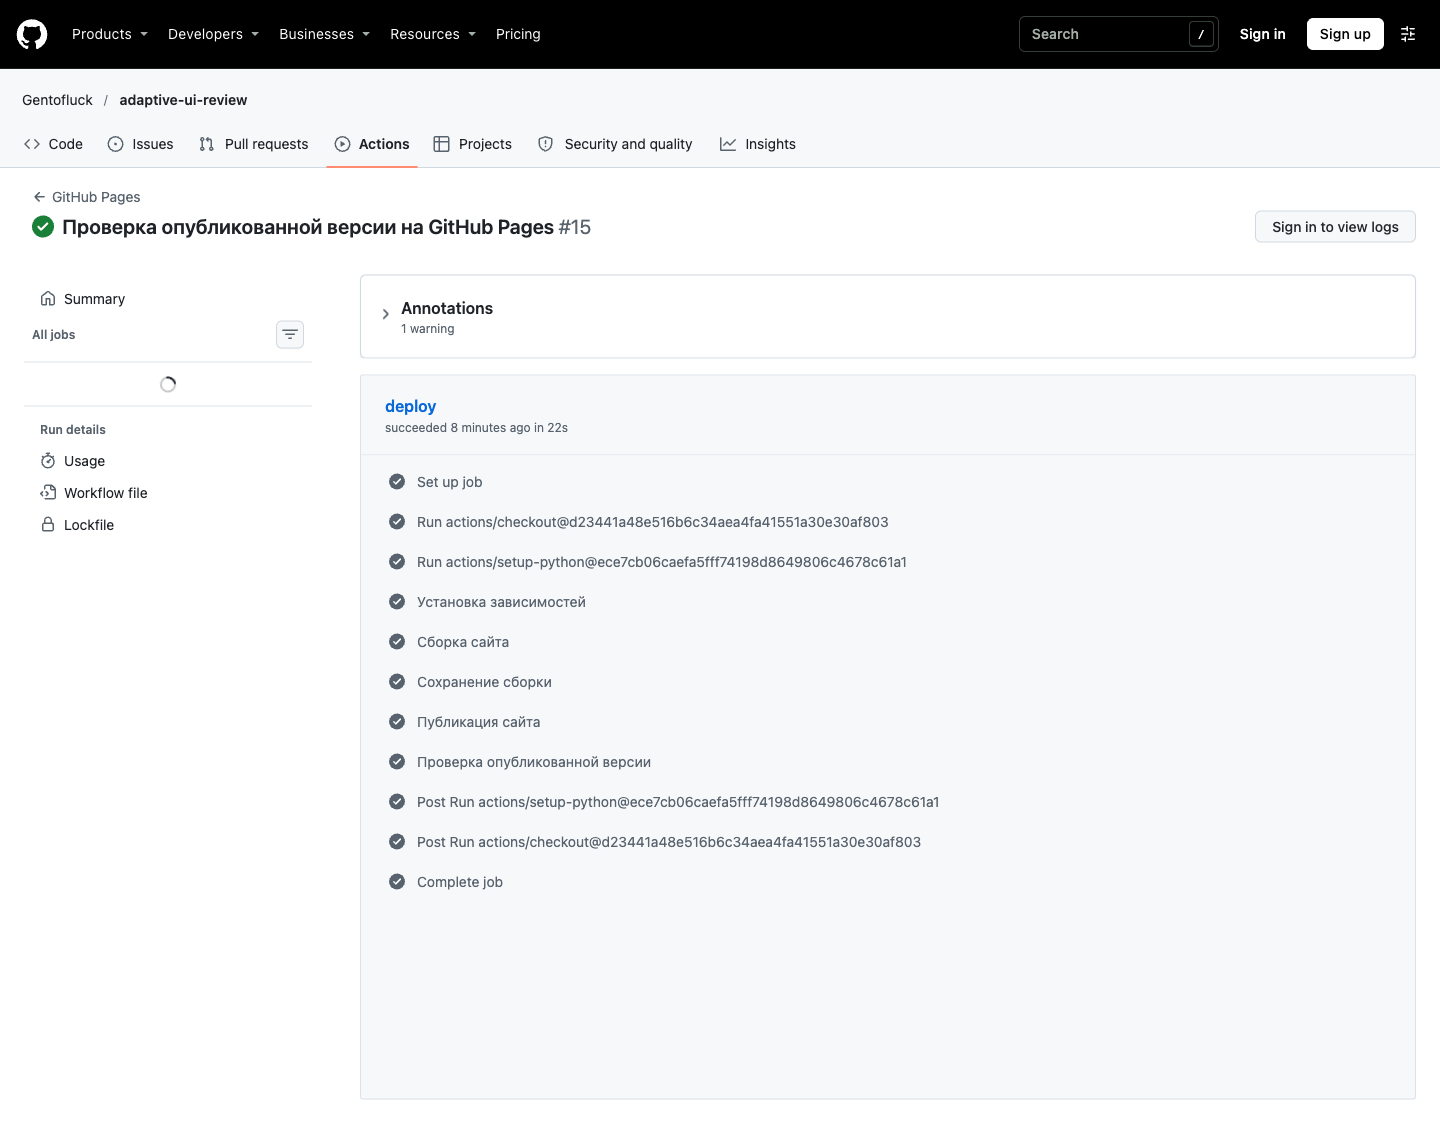 Products Developers Businesses Resources Pricing Search / Sign in Sign up
Gentofluck / adaptive-ui-review
Code Issues Pull requests Actions Projects Security and quality Insights
GitHub Pages
Проверка опубликованной версии на GitHub Pages #15
Sign in to view logs
Summary
All jobs
Run details
Usage
Workflow file
Lockfile
Annotations
1 warning
deploy
succeeded 8 minutes ago in 22s
Set up job
Run actions/checkout@d23441a48e516b6c34aea4fa41551a30e30af803
Run actions/setup-python@ece7cb06caefa5fff74198d8649806c4678c61a1
Установка зависимостей
Сборка сайта
Сохранение сборки
Публикация сайта
Проверка опубликованной версии
Post Run actions/setup-python@ece7cb06caefa5fff74198d8649806c4678c61a1
Post Run actions/checkout@d23441a48e516b6c34aea4fa41551a30e30af803
Complete job